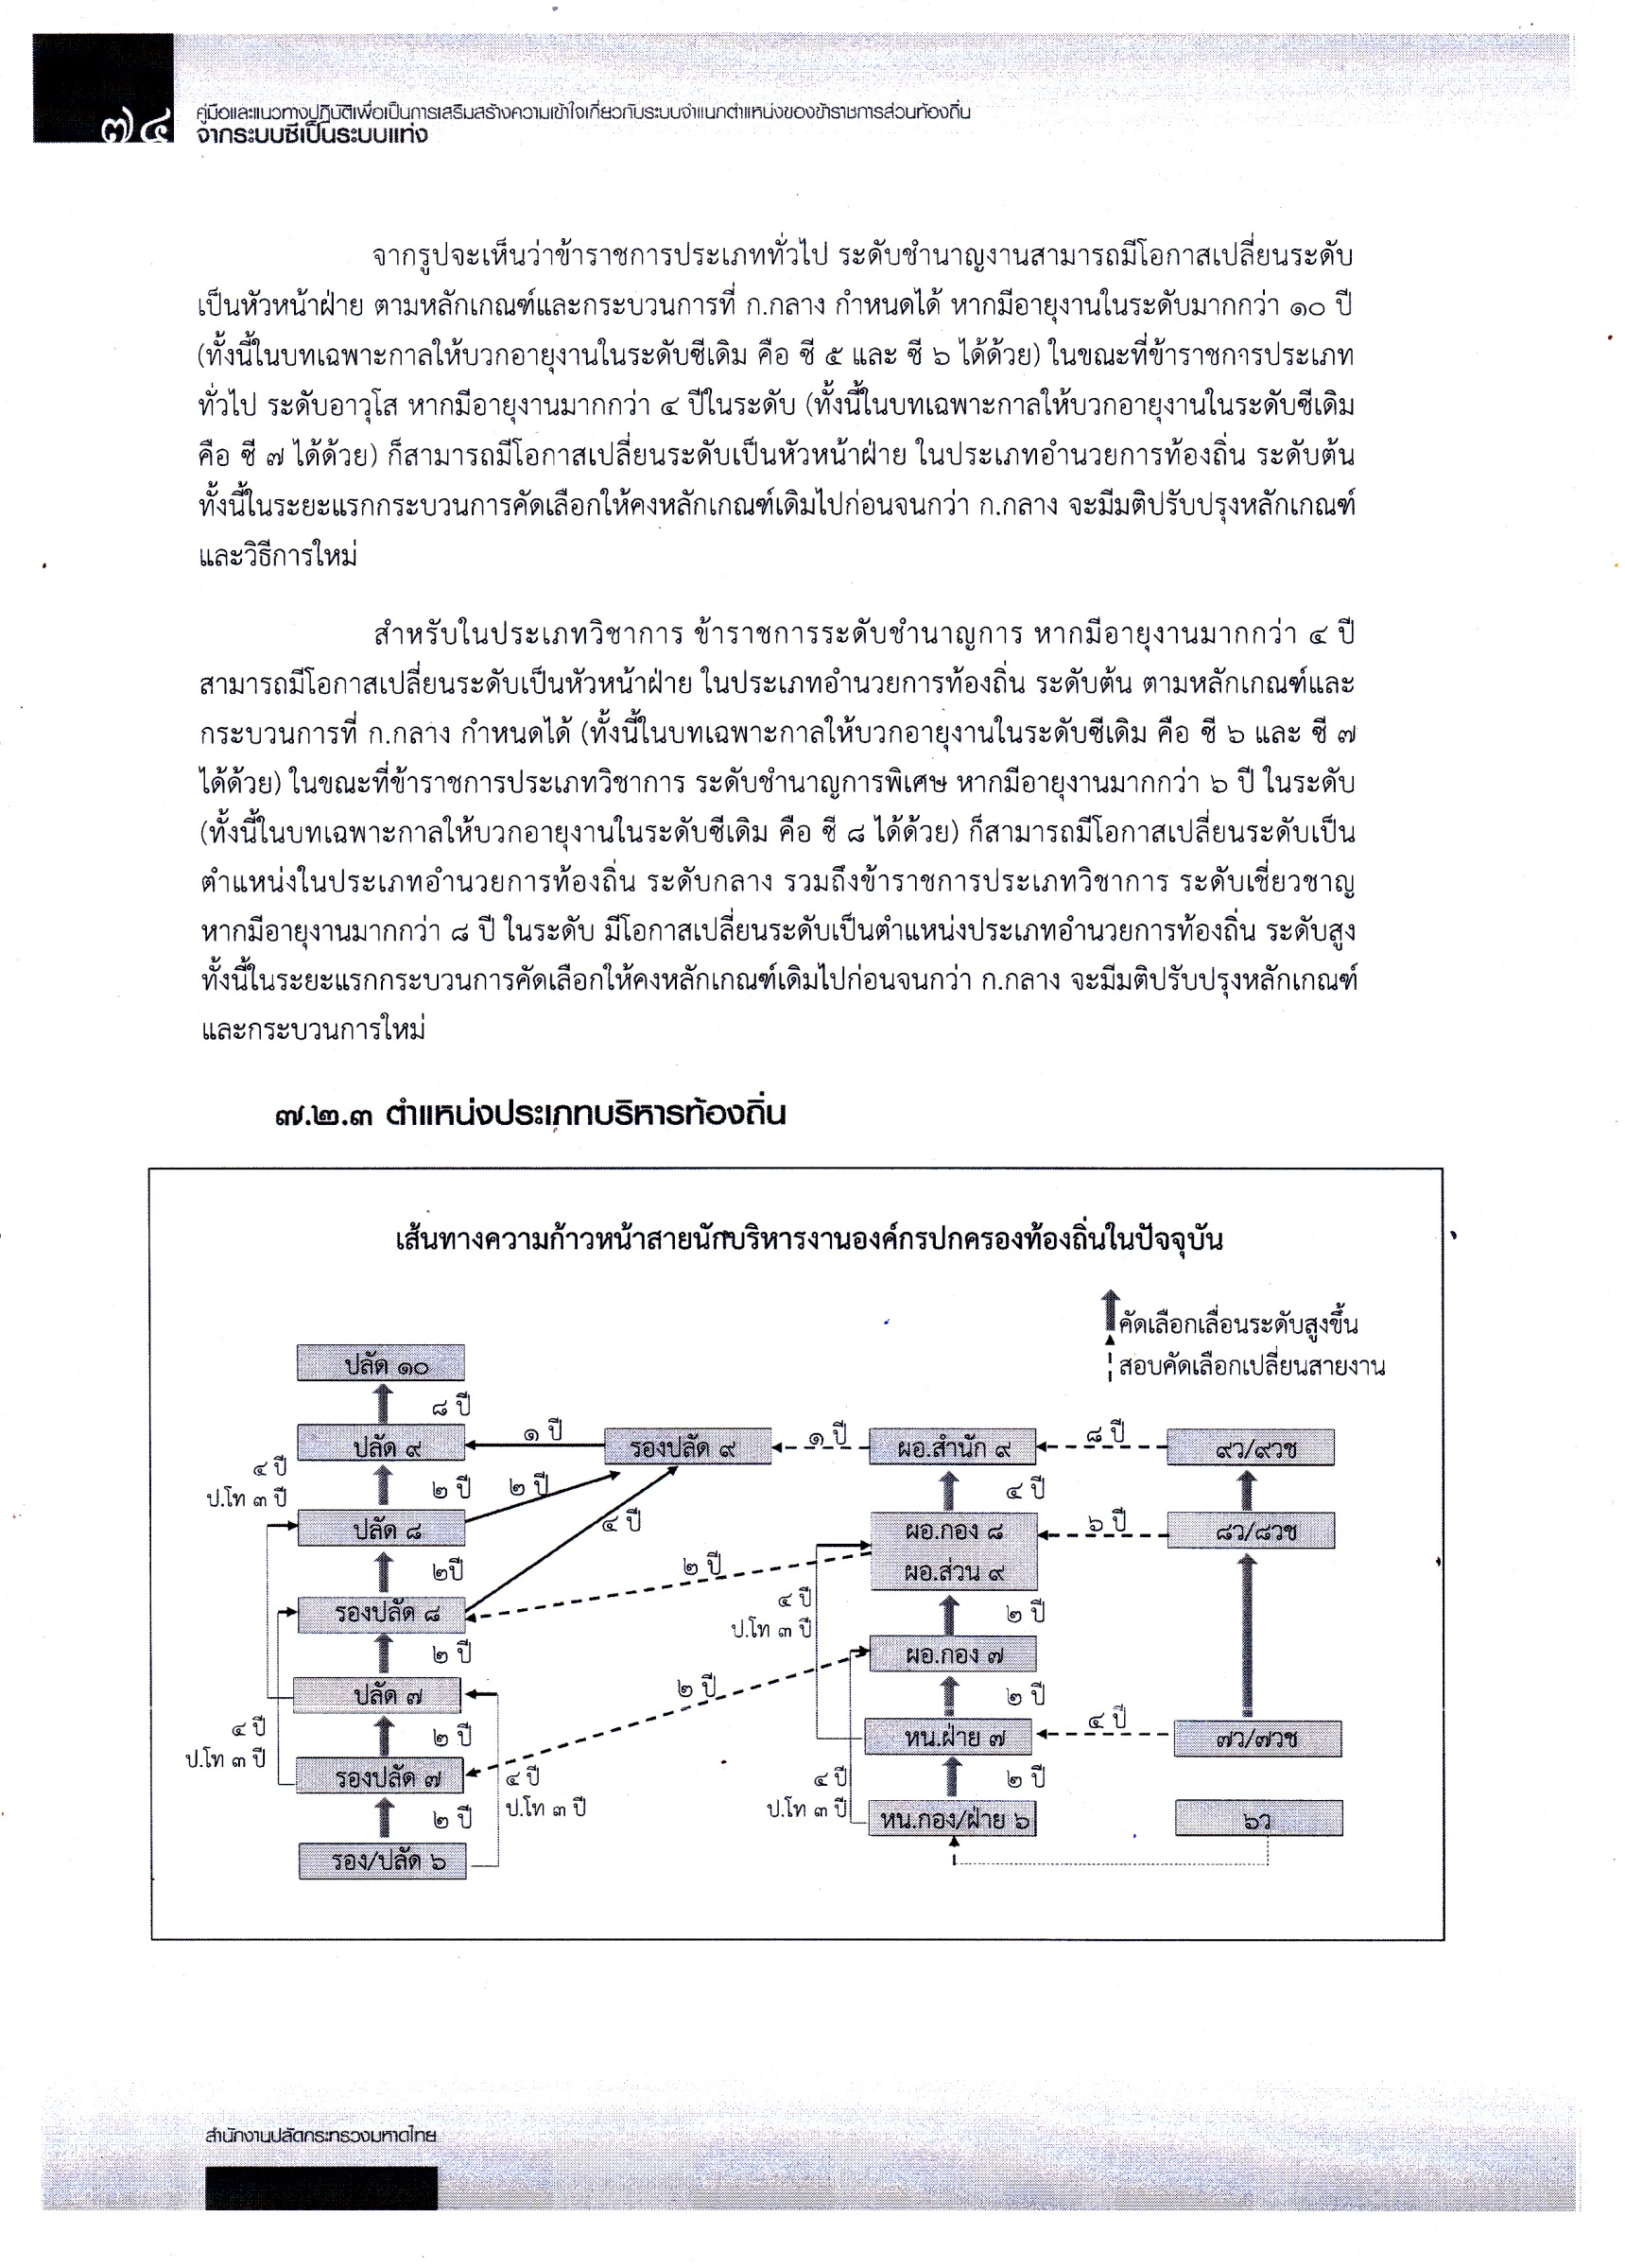 ๗๔
คู่มือและแนวทางปฏิบัติเพื่อเป็นการเสริมสร้างความเข้าใจเกี่ยวกับระบบจำแนกตำแหน่งของข้าราชการส่วนท้องถิ่น
จากระบบซีเป็นระบบแท่ง
จากรูปจะเห็นว่าข้าราชการประเภททั่วไป ระดับชำนาญงานสามารถมีโอกาสเปลี่ยนระดับ
เป็นหัวหน้าฝ่าย ตามหลักเกณฑ์และกระบวนการที่ ก.กลาง กำหนดได้ หากมีอายุงานในระดับมากกว่า ๑๐ ปี
(ทั้งนี้ในบทเฉพาะกาลให้บวกอายุงานในระดับซีเดิม คือ ซี ๕ และ ซี ๖ ได้ด้วย) ในขณะที่ข้าราชการประเภท
ทั่วไป ระดับอาวุโส หากมีอายุงานมากกว่า ๔ ปีในระดับ (ทั้งนี้ในบทเฉพาะกาลให้บวกอายุงานในระดับซีเดิม
คือ ซี ๗ ได้ด้วย) ก็สามารถมีโอกาสเปลี่ยนระดับเป็นหัวหน้าฝ่าย ในประเภทอำนวยการท้องถิ่น ระดับต้น
ทั้งนี้ในระยะแรกกระบวนการคัดเลือกให้คงหลักเกณฑ์เดิมไปก่อนจนกว่า ก.กลาง จะมีมติปรับปรุงหลักเกณฑ์
และวิธีการใหม่
สำหรับในประเภทวิชาการ ข้าราชการระดับชำนาญการ หากมีอายุงานมากกว่า ๔ ปี
สามารถมีโอกาสเปลี่ยนระดับเป็นหัวหน้าฝ่าย ในประเภทอำนวยการท้องถิ่น ระดับต้น ตามหลักเกณฑ์และ
กระบวนการที่ ก.กลาง กำหนดได้ (ทั้งนี้ในบทเฉพาะกาลให้บวกอายุงานในระดับซีเดิม คือ ซี ๖ และ ซี ๗
ได้ด้วย) ในขณะที่ข้าราชการประเภทวิชาการ ระดับชำนาญการพิเศษ หากมีอายุงานมากกว่า ๖ ปี ในระดับ
(ทั้งนี้ในบทเฉพาะกาลให้บวกอายุงานในระดับซีเดิม คือ ซี ๘ ได้ด้วย) ก็สามารถมีโอกาสเปลี่ยนระดับเป็น
ตำแหน่งในประเภทอำนวยการท้องถิ่น ระดับกลาง รวมถึงข้าราชการประเภทวิชาการ ระดับเชี่ยวชาญ
หากมีอายุงานมากกว่า ๘ ปี ในระดับ มีโอกาสเปลี่ยนระดับเป็นตำแหน่งประเภทอำนวยการท้องถิ่น ระดับสูง
ทั้งนี้ในระยะแรกกระบวนการคัดเลือกให้คงหลักเกณฑ์เดิมไปก่อนจนกว่า ก.กลาง จะมีมติปรับปรุงหลักเกณฑ์
และกระบวนการใหม่
๗.๒.๓ ตำแหน่งประเภทบริหารท้องถิ่น
เส้นทางความก้าวหน้าสายนักบริหารงานองค์กรปกครองท้องถิ่นในปัจจุบัน
คัดเลือกเลื่อนระดับสูงขึ้น
สอบคัดเลือกเปลี่ยนสายงาน
ปลัด ๑๐
๘ ปี
ปลัด ๙
๑ ปี
รองปลัด ๙
๑ ปี
ผอ.สำนัก ๙
๘ ปี
๙ว/๙วช
๔ ปี
ป.โท ๓ ปี
๒ ปี
๒ ปี
๔ ปี
ปลัด ๘
๔ ปี
ผอ.กอง ๘
ผอ.ส่วน ๙
๖ ปี
๘ว/๘วช
๒ปี
๒ ปี
๔ ปี
ป.โท ๓ ปี
๒ ปี
รองปลัด ๘
๒ ปี
ผอ.กอง ๗
ปลัด ๗
๒ ปี
๒ ปี
๔ ปี
ป.โท ๓ ปี
๒ ปี
หน.ฝ่าย ๗
๔ ปี
๗ว/๗วช
รองปลัด ๗
๔ ปี
ป.โท ๓ ปี
๔ ปี
ป.โท ๓ ปี
๒ ปี
๒ ปี
หน.กอง/ฝ่าย ๖
๖ว
รอง/ปลัด ๖
สำนักงานปลัดกระทรวงมหาดไทย